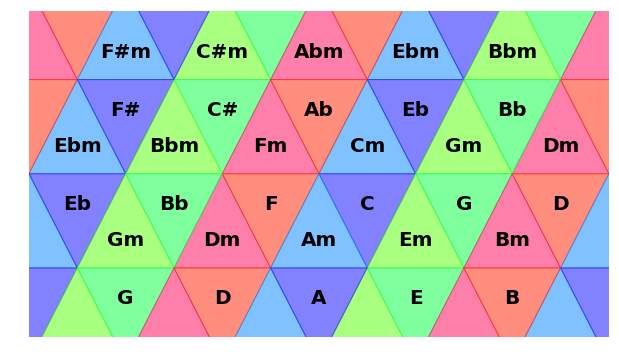 F#m C#m Abm Ebm Bbm
F# C# Ab Eb Bb
Ebm Bbm Fm Cm Gm Dm
Eb Bb F C G D
Gm Dm Am Em Bm
G D A E B